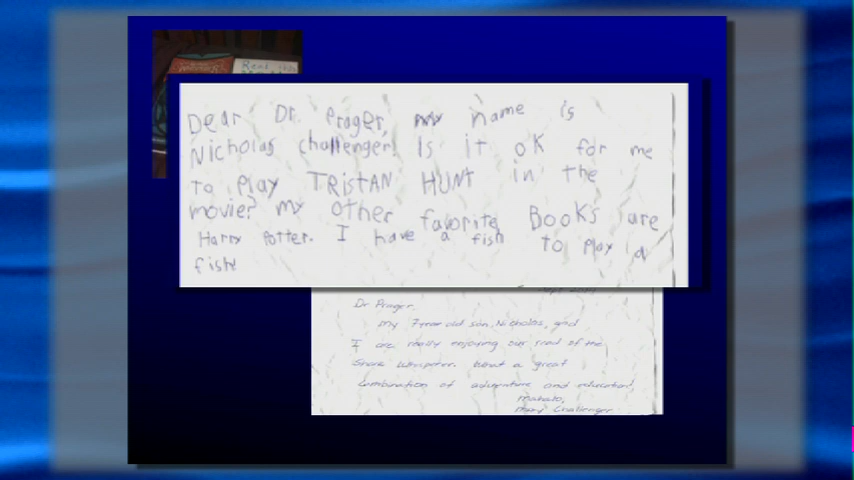 Real
Dear Dr. Prager, my name is
Nicholas Challenger! Is it ok for me
to play TRistAN HUNT in the
movie? my other favorite BooKs are
Harry Potter. I have a fish to play a
fish!
Sept
Dr Prager,
My 7 year old son, Nicholas, and
I are really enjoying our read of the
Shark Whisperer. What a great
combination of adventure and education!
Mahalo,
Mary Challenger